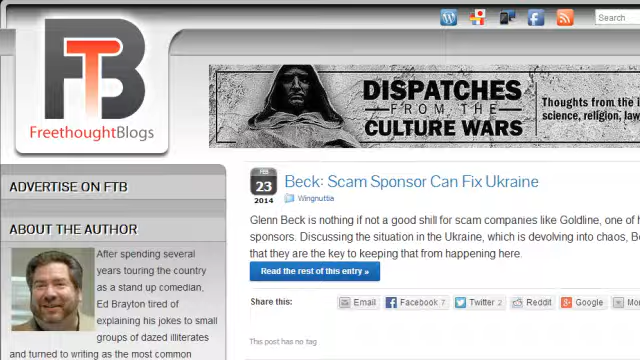 Search
FTB
FreethoughtBlogs
DISPATCHES
FROM THE
CULTURE WARS
Thoughts from the i
science, religion, law
ADVERTISE ON FTB
ABOUT THE AUTHOR
After spending several
years touring the country
as a stand up comedian,
Ed Brayton tired of
explaining his jokes to small
groups of dazed illiterates
and turned to writing as the most common
FEB
23
2014
Beck: Scam Sponsor Can Fix Ukraine
Wingnuttia
Glenn Beck is nothing if not a good shill for scam companies like Goldline, one of h
sponsors. Discussing the situation in the Ukraine, which is devolving into chaos, Be
that they are the key to keeping that from happening here.
Read the rest of this entry »
Share this:
Email
Facebook 7
Twitter 2
Reddit
Google
Mor
This post has no tag